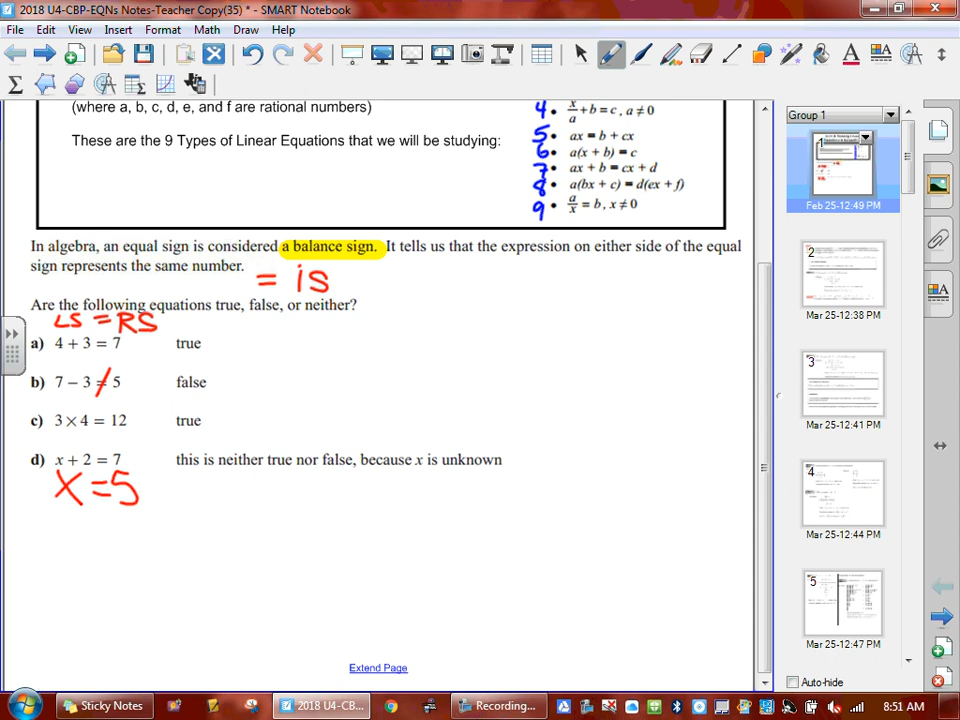 2018 U4-CBP-EQNs Notes-Teacher Copy(35) * - SMART Notebook
File Edit View Insert Format Math Draw Help
(where a, b, c, d, e, and f are rational numbers)
These are the 9 Types of Linear Equations that we will be studying:
4 • x/a + b = c , a ≠ 0
5 • ax = b + cx
6 • a(x + b) = c
7 • ax + b = cx + d
8 • a(bx + c) = d(ex + f)
9 • a/x = b , x ≠ 0
In algebra, an equal sign is considered a balance sign. It tells us that the expression on either side of the equal
sign represents the same number.
= is
Are the following equations true, false, or neither?
LS = RS
a) 4 + 3 = 7 true
b) 7 − 3 = 5 false
c) 3 × 4 = 12 true
d) x + 2 = 7 this is neither true nor false, because x is unknown
x = 5
Extend Page
Group 1
1
Feb 25-12:49 PM
2
Mar 25-12:38 PM
3
Mar 25-12:41 PM
4
Mar 25-12:44 PM
5
Mar 25-12:47 PM
Auto-hide
Sticky Notes
2018 U4-CB...
Recording...
8:51 AM